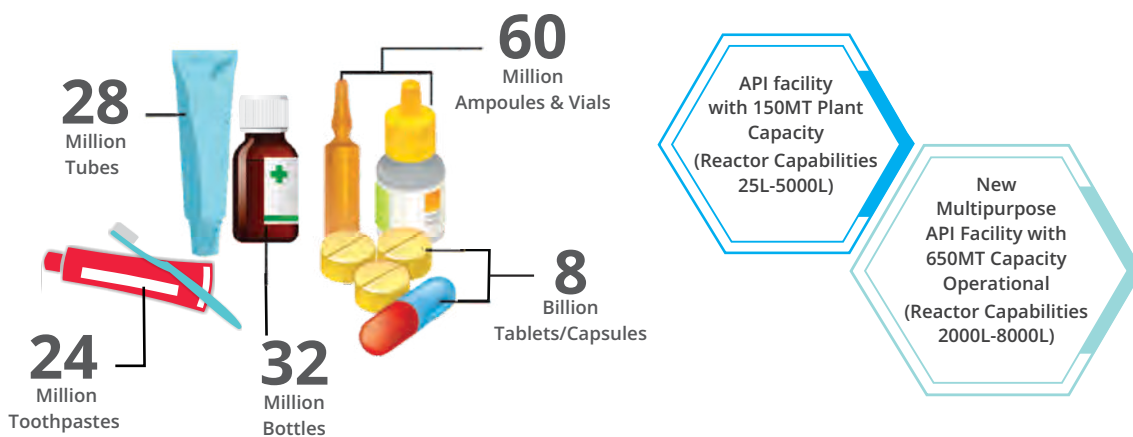 28
Million
Tubes
60
Million
Ampoules & Vials
24
Million
Toothpastes
32
Million
Bottles
8
Billion
Tablets/Capsules
API facility
with 150MT Plant
Capacity
(Reactor Capabilities
25L-5000L)
New
Multipurpose
API Facility with
650MT Capacity
Operational
(Reactor Capabilities
2000L-8000L)